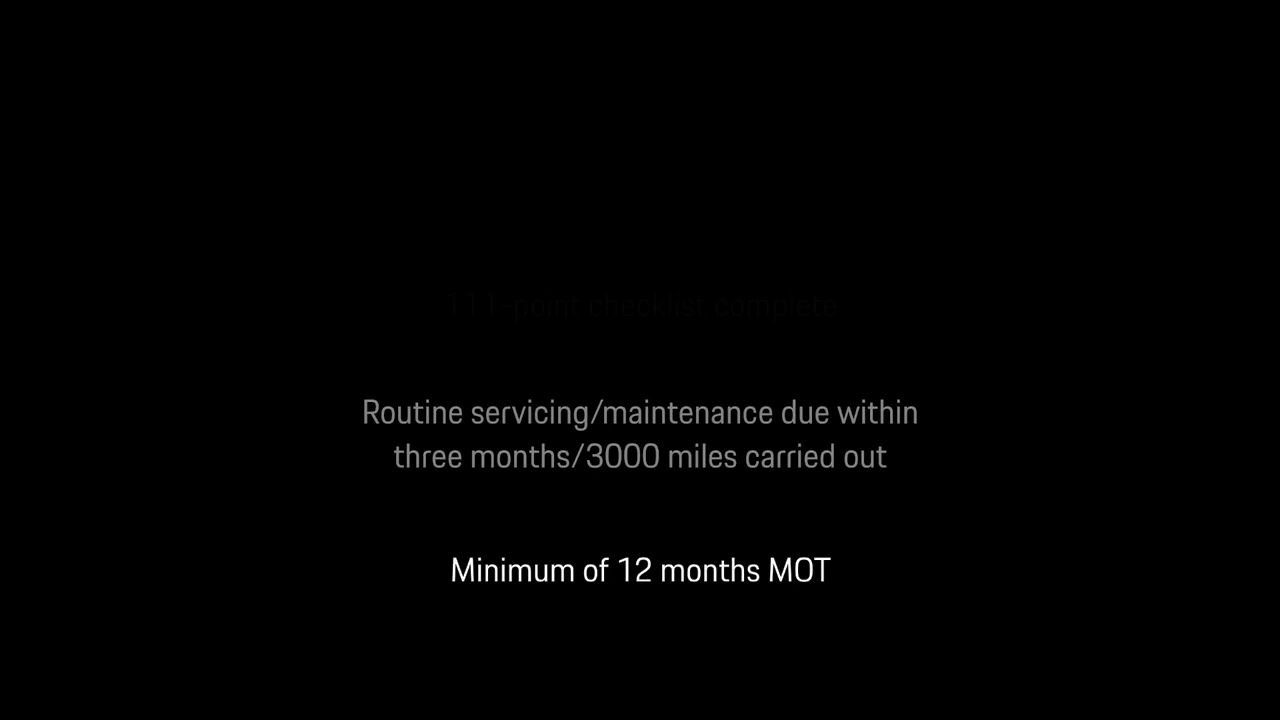 111-point checklist complete
Routine servicing/maintenance due within
three months/3000 miles carried out
Minimum of 12 months MOT